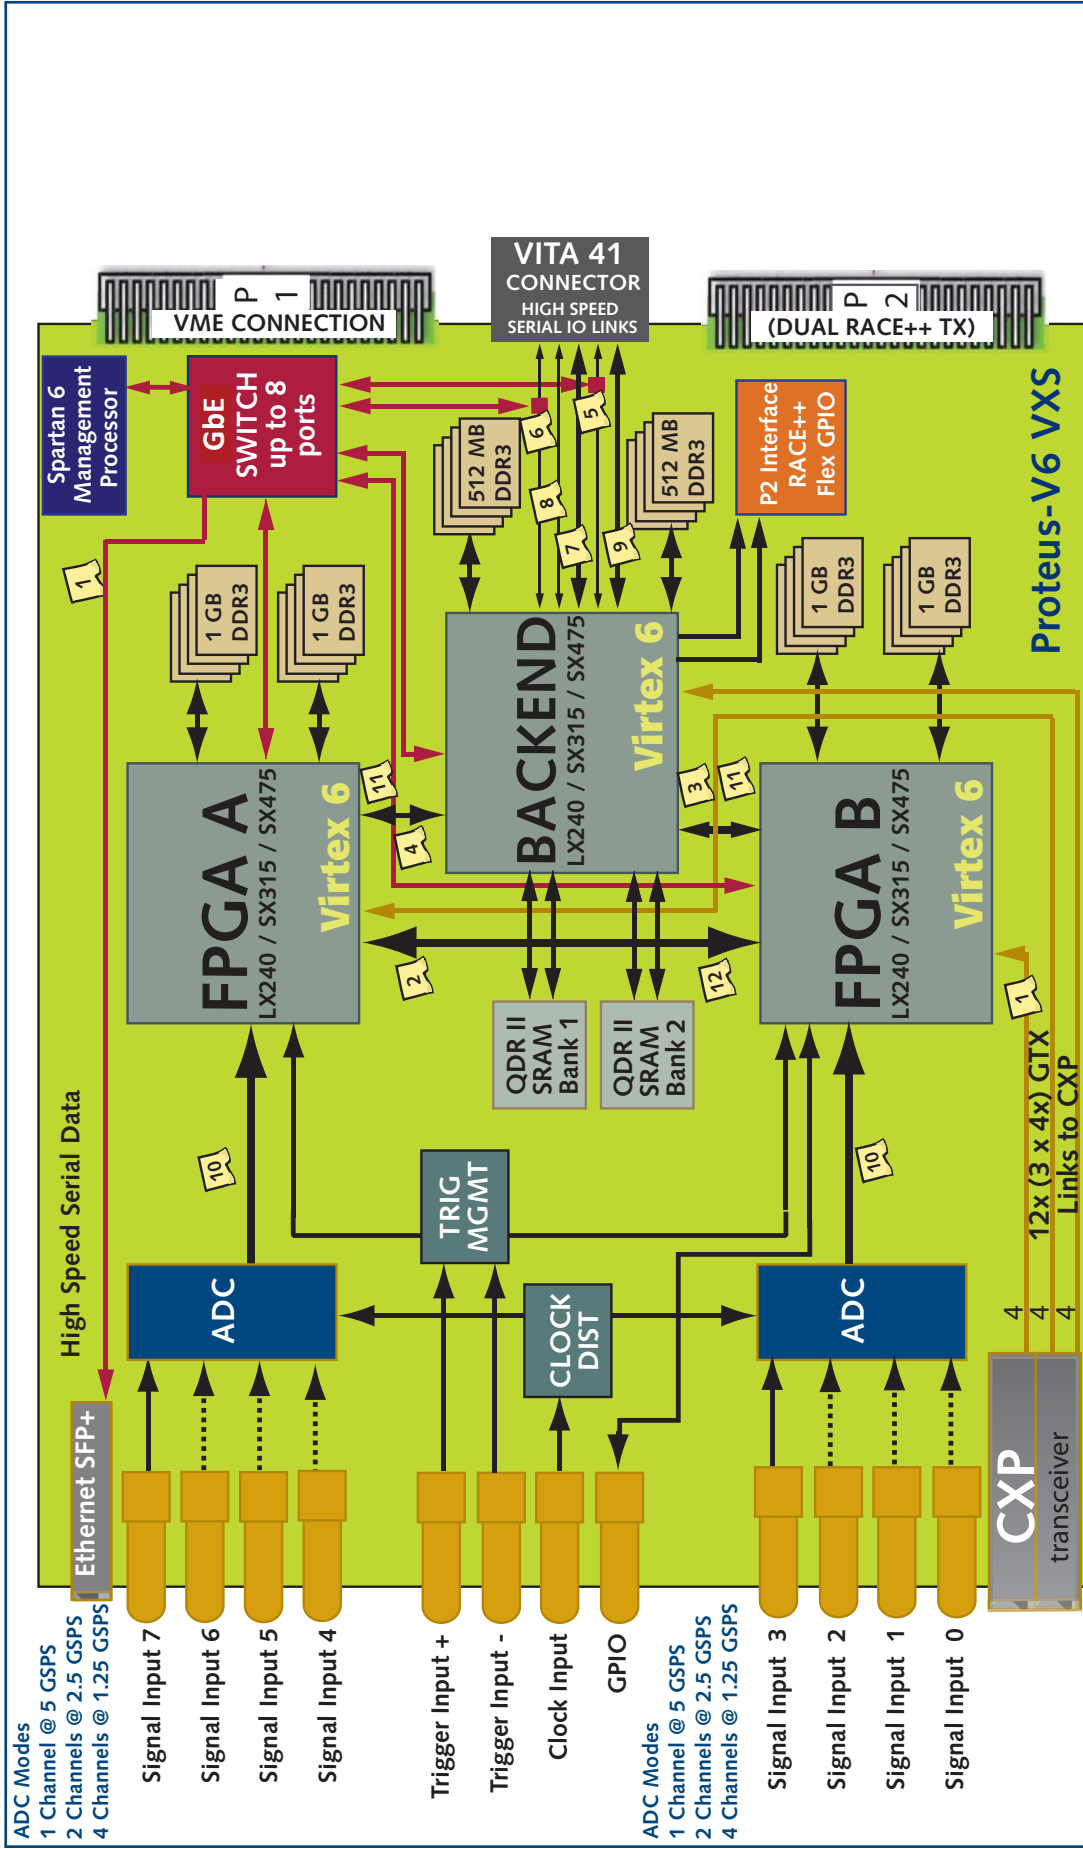 ADC Modes
1 Channel @ 5 GSPS
2 Channels @ 2.5 GSPS
4 Channels @ 1.25 GSPS
Ethernet SFP+
High Speed Serial Data
1
Spartan 6
Management
Processor
GbE
SWITCH
up to 8
ports
P
1
VME CONNECTION
Signal Input 7
Signal Input 6
Signal Input 5
Signal Input 4
ADC
10
FPGA A
LX240 / SX315 / SX475
Virtex 6
1 GB
DDR3
1 GB
DDR3
11
4
2
Trigger Input +
Trigger Input -
Clock Input
GPIO
TRIG
MGMT
CLOCK
DIST
QDR II
SRAM
Bank 1
QDR II
SRAM
Bank 2
BACKEND
LX240 / SX315 / SX475
Virtex 6
512 MB
DDR3
512 MB
DDR3
6
8
7
5
9
VITA 41
CONNECTOR
HIGH SPEED
SERIAL IO LINKS
12
3
11
ADC Modes
1 Channel @ 5 GSPS
2 Channels @ 2.5 GSPS
4 Channels @ 1.25 GSPS
Signal Input 3
Signal Input 2
Signal Input 1
Signal Input 0
ADC
10
FPGA B
LX240 / SX315 / SX475
Virtex 6
1 GB
DDR3
1 GB
DDR3
P2 Interface
RACE++
Flex GPIO
P
2
(DUAL RACE++ TX)
CXP
transceiver
4
4
4
1
12x (3 x 4x) GTX
Links to CXP
Proteus-V6 VXS